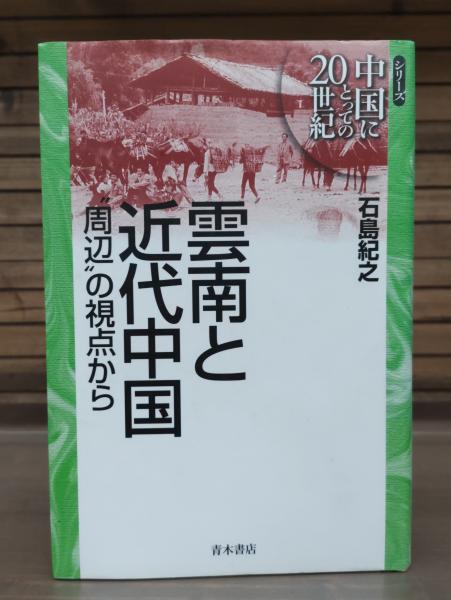 シリーズ
中国に
とっての
20世紀
石島紀之
雲南と
近代中国
"周辺"の視点から
青木書店